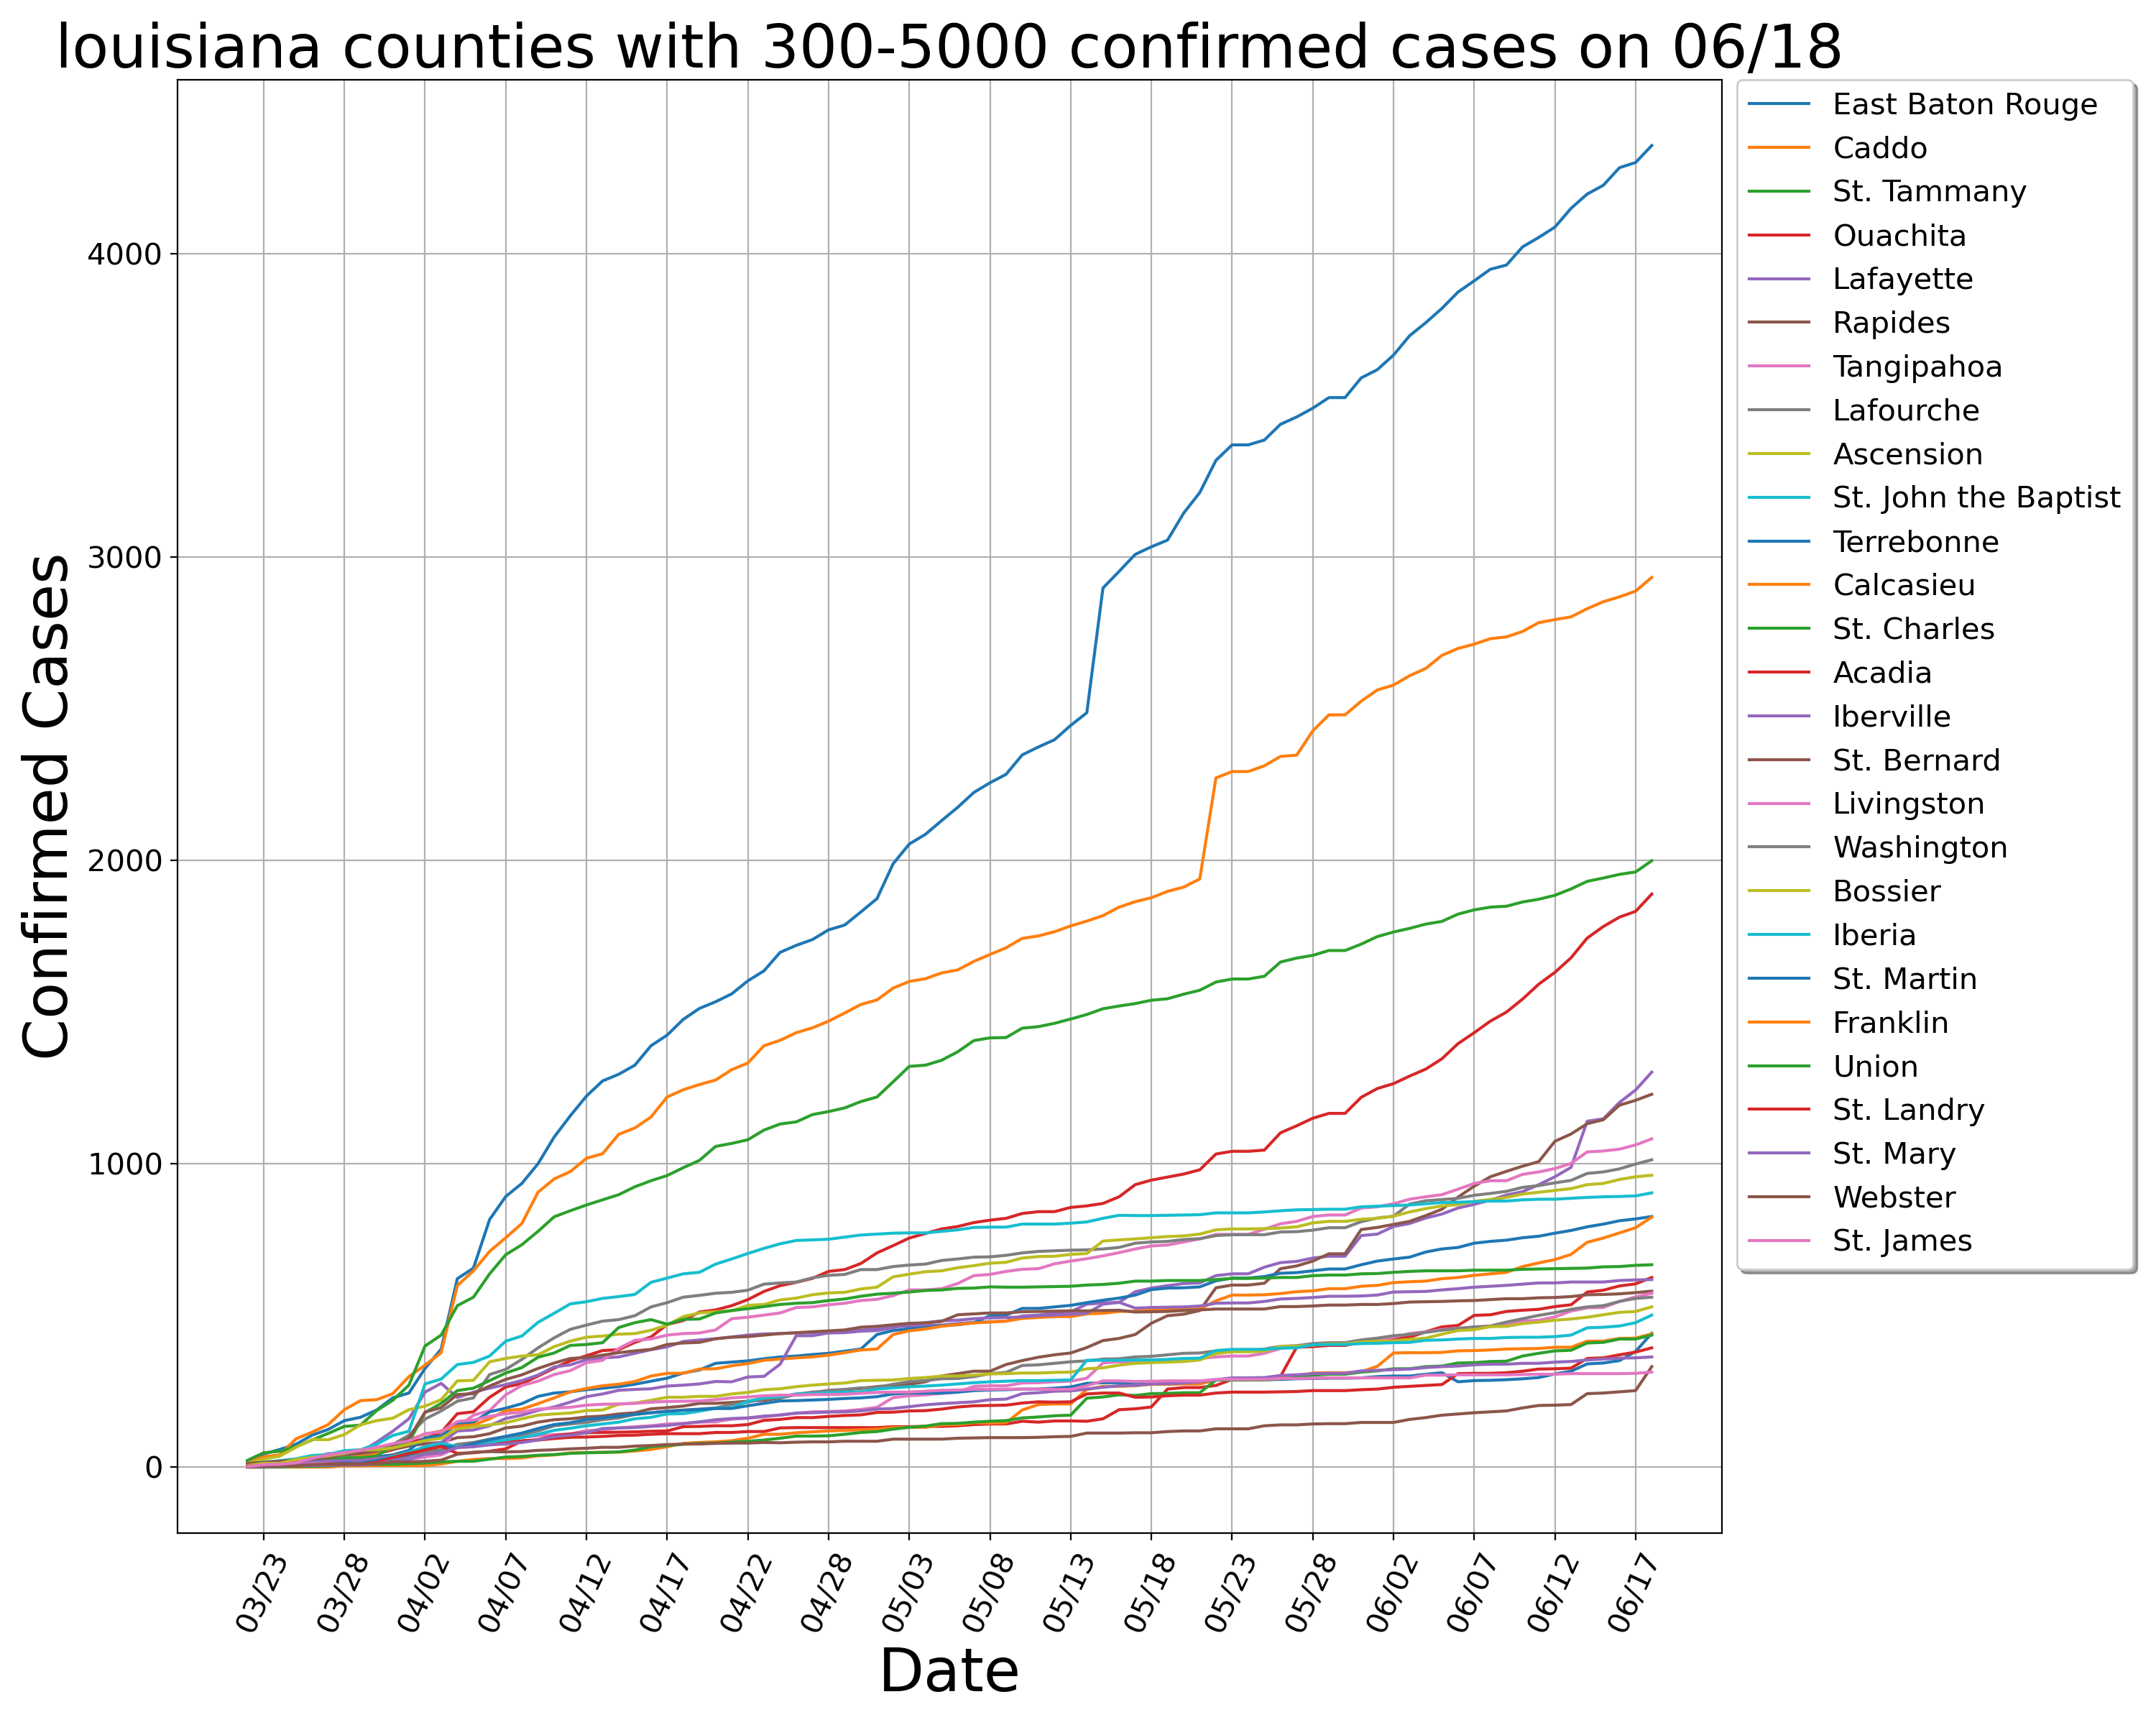 louisiana counties with 300-5000 confirmed cases on 06/18
East Baton Rouge
Caddo
St. Tammany
Ouachita
Lafayette
Rapides
Tangipahoa
Lafourche
Ascension
St. John the Baptist
Terrebonne
Calcasieu
St. Charles
Acadia
Iberville
St. Bernard
Livingston
Washington
Bossier
Iberia
St. Martin
Franklin
Union
St. Landry
St. Mary
Webster
St. James
Confirmed Cases
4000
3000
2000
1000
0
03/23
03/28
04/02
04/07
04/12
04/17
04/22
04/28
05/03
05/08
05/13
05/18
05/23
05/28
06/02
06/07
06/12
06/17
Date